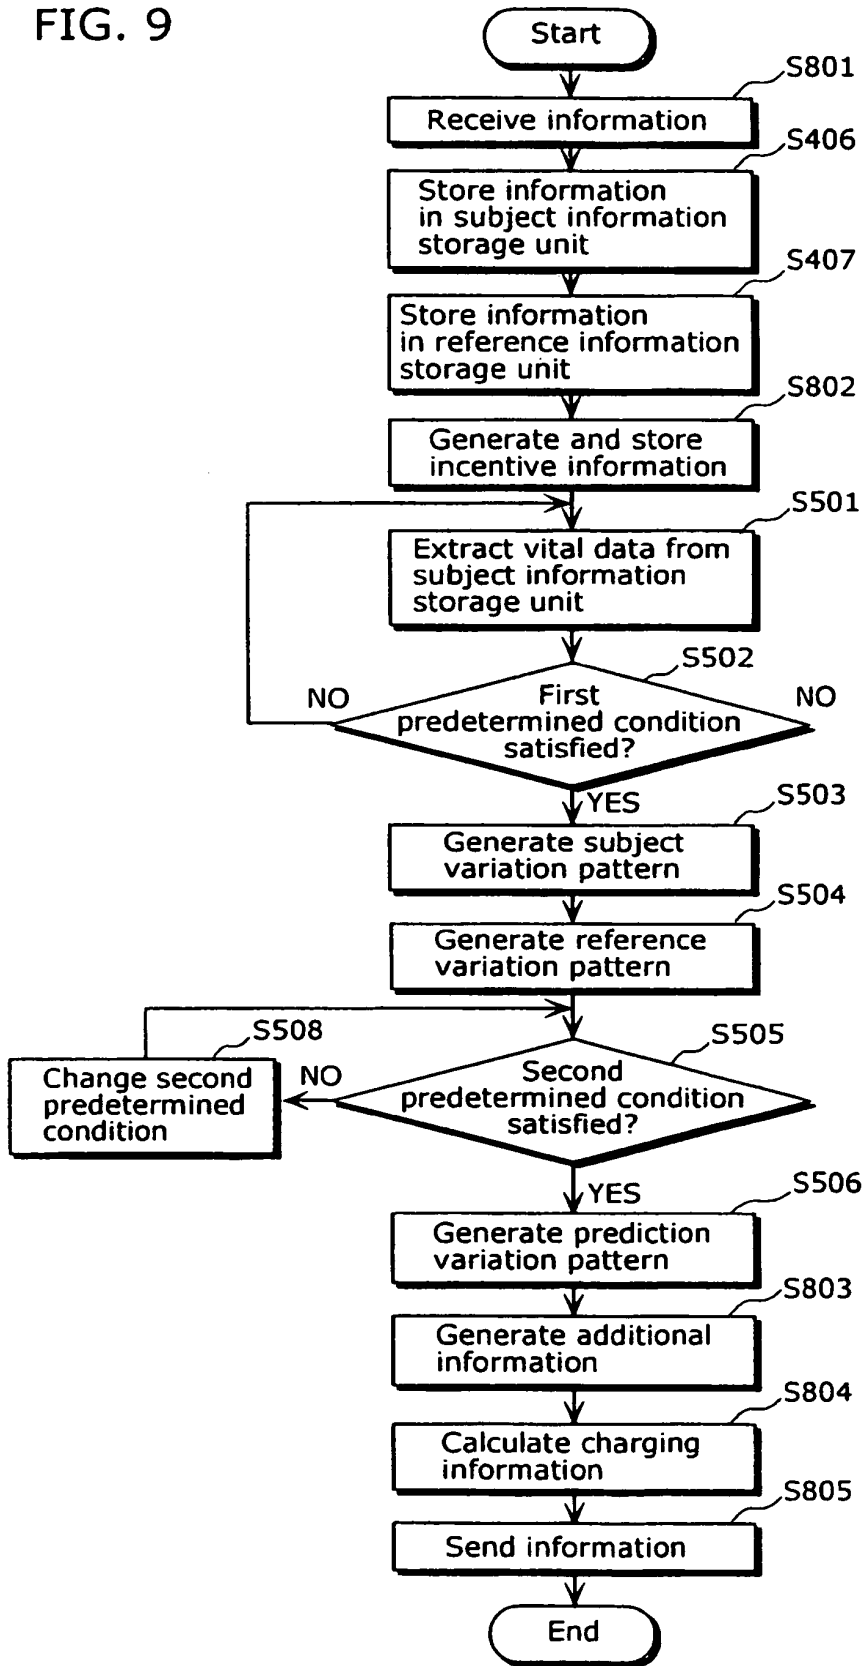 FIG. 9
Start
S801
Receive information
S406
Store information
in subject information
storage unit
S407
Store information
in reference information
storage unit
S802
Generate and store
incentive information
S501
Extract vital data from
subject information
storage unit
S502
NO
First
predetermined condition
satisfied?
NO
YES
S503
Generate subject
variation pattern
S504
Generate reference
variation pattern
S508
Change second
predetermined
condition
NO
S505
Second
predetermined condition
satisfied?
YES
S506
Generate prediction
variation pattern
S803
Generate additional
information
S804
Calculate charging
information
S805
Send information
End